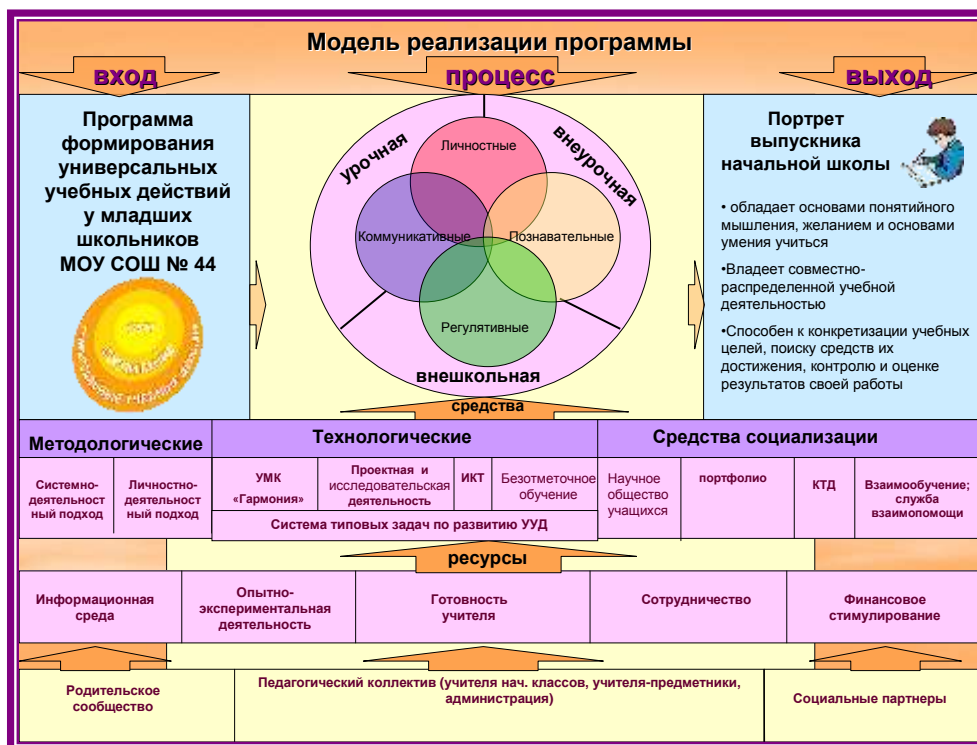 Модель реализации программы
вход
процесс
выход
Программа
формирования
универсальных
учебных действий
у младших
школьников
МОУ СОШ № 44
урочная
внеурочная
Личностные
Коммуникативные
Познавательные
Регулятивные
внешкольная
Портрет
выпускника
начальной школы
• обладает основами понятийного
мышления, желанием и основами
умения учиться
•Владеет совместно-
распределенной учебной
деятельностью
•Способен к конкретизации учебных
целей, поиску средств их
достижения, контролю и оценке
результатов своей работы
средства
Методологические
Технологические
Средства социализации
Системно-
деятельност
ный подход
Личностно-
деятельност
ный подход
УМК
«Гармония»
Проектная и
исследовательская
деятельность
ИКТ
Безотметочное
обучение
Система типовых задач по развитию УУД
Научное
общество
учащихся
портфолио
КТД
Взаимообучение;
служба
взаимопомощи
ресурсы
Информационная
среда
Опытно-
экспериментальная
деятельность
Готовность
учителя
Сотрудничество
Финансовое
стимулирование
Родительское
сообщество
Педагогический коллектив (учителя нач. классов, учителя-предметники,
администрация)
Социальные партнеры